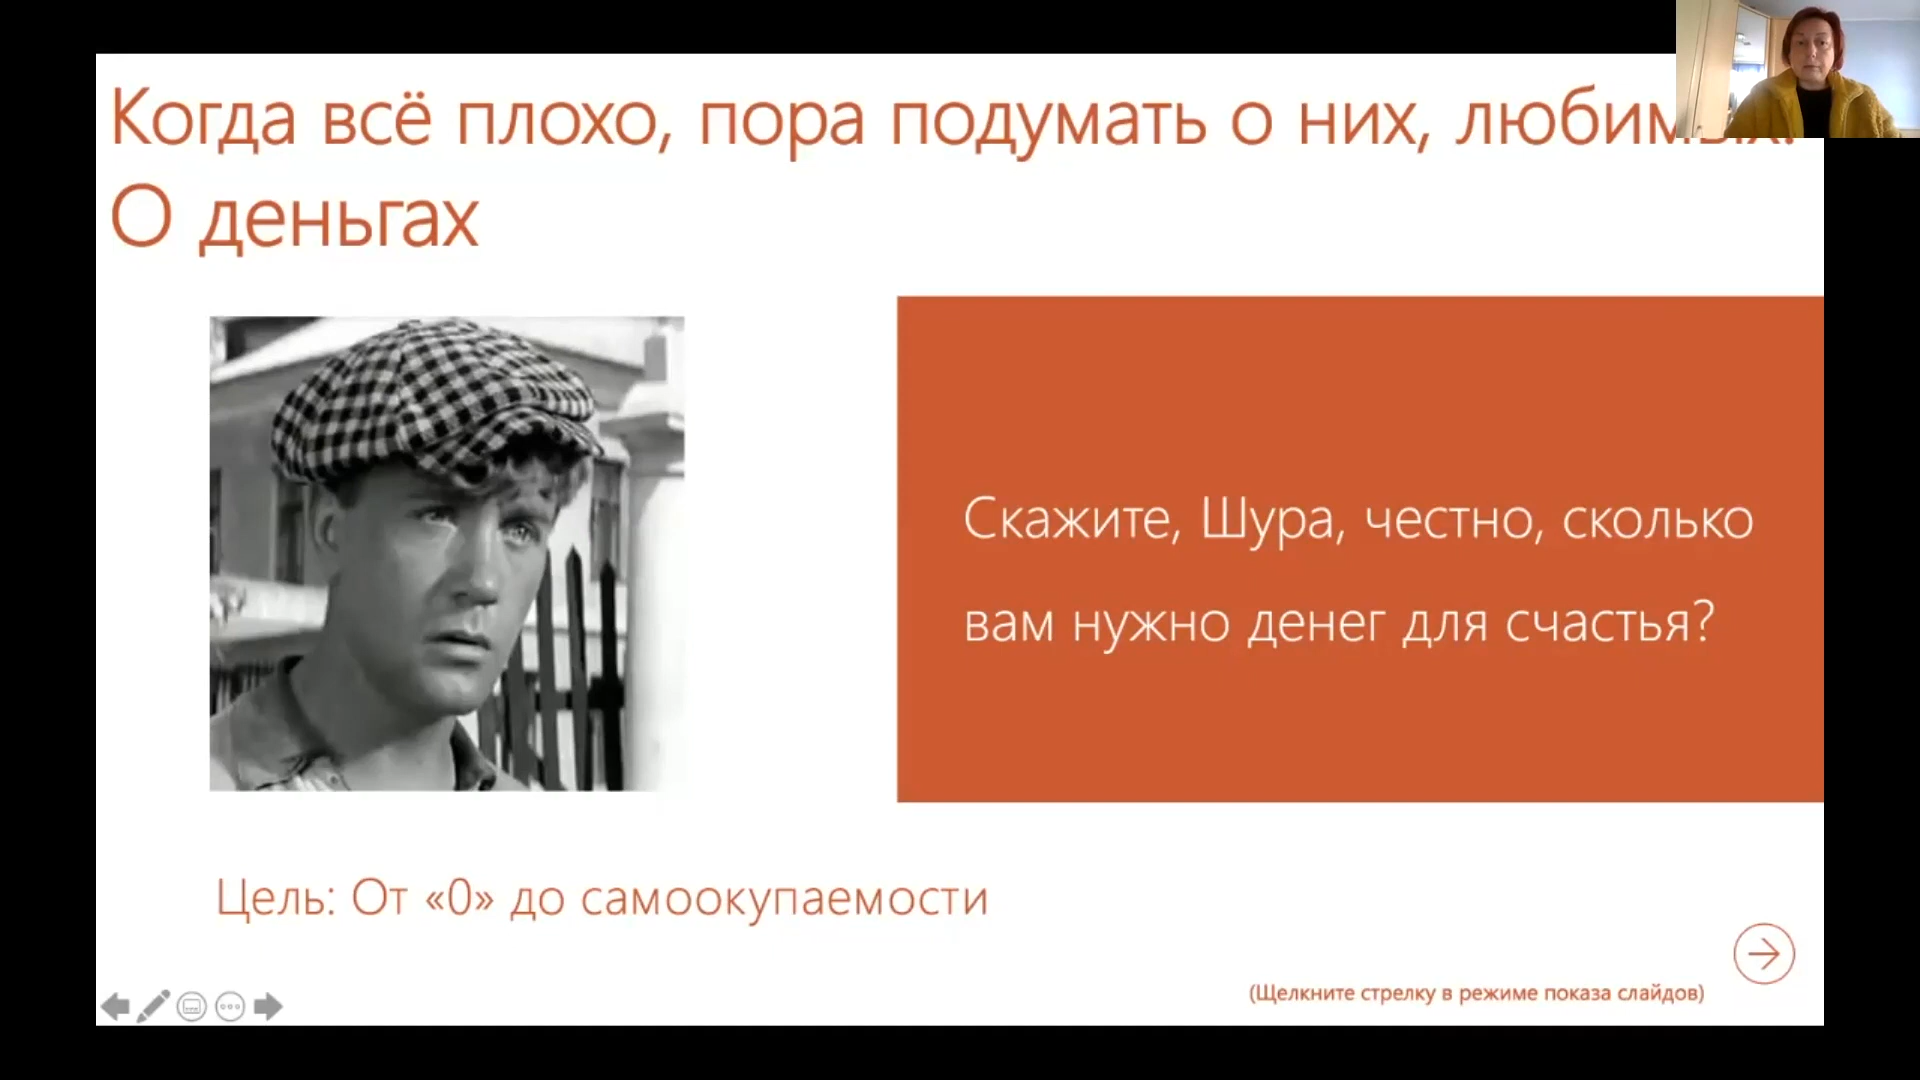 Когда всё плохо, пора подумать о них,
О деньгах
Скажите, Шура, честно, сколько
вам нужно денег для счастья?
Цель: От «0» до самоокупаемости
(Щелкните стрелку в режиме показа слайдов)